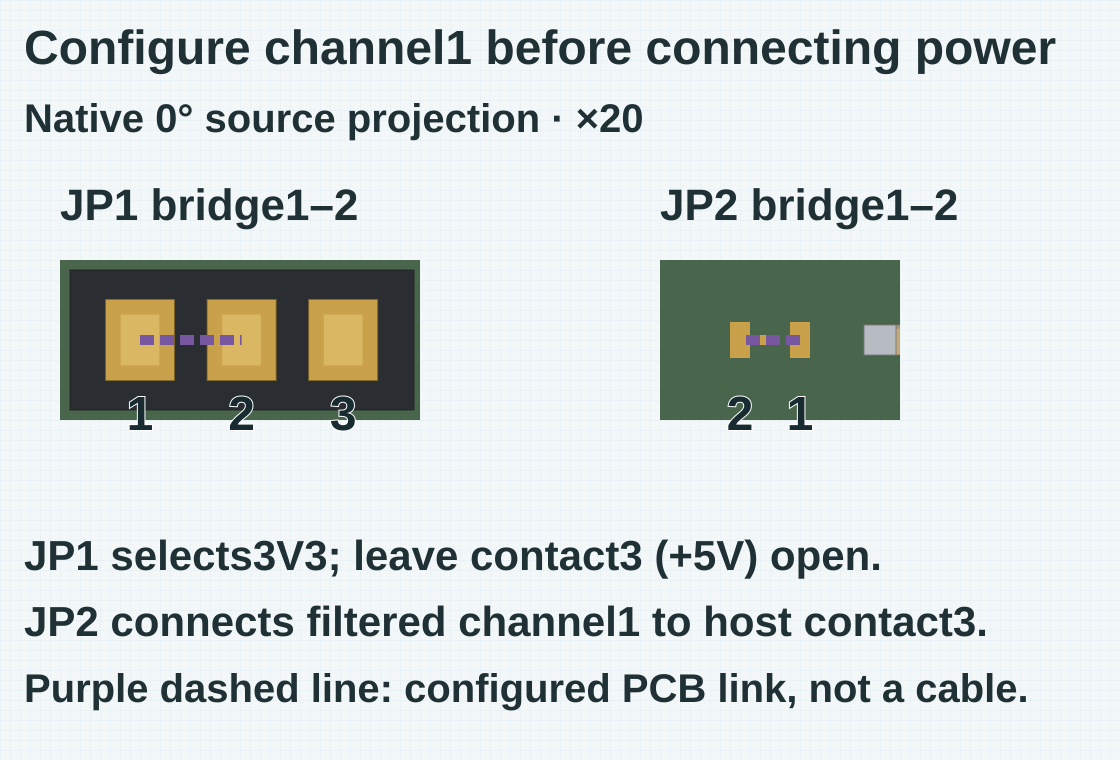 Configure channel1 before connecting power
Native 0° source projection · ×20
JP1 bridge1–2
JP2 bridge1–2
1 2 3
2 1
JP1 selects3V3; leave contact3 (+5V) open.
JP2 connects filtered channel1 to host contact3.
Purple dashed line: configured PCB link, not a cable.